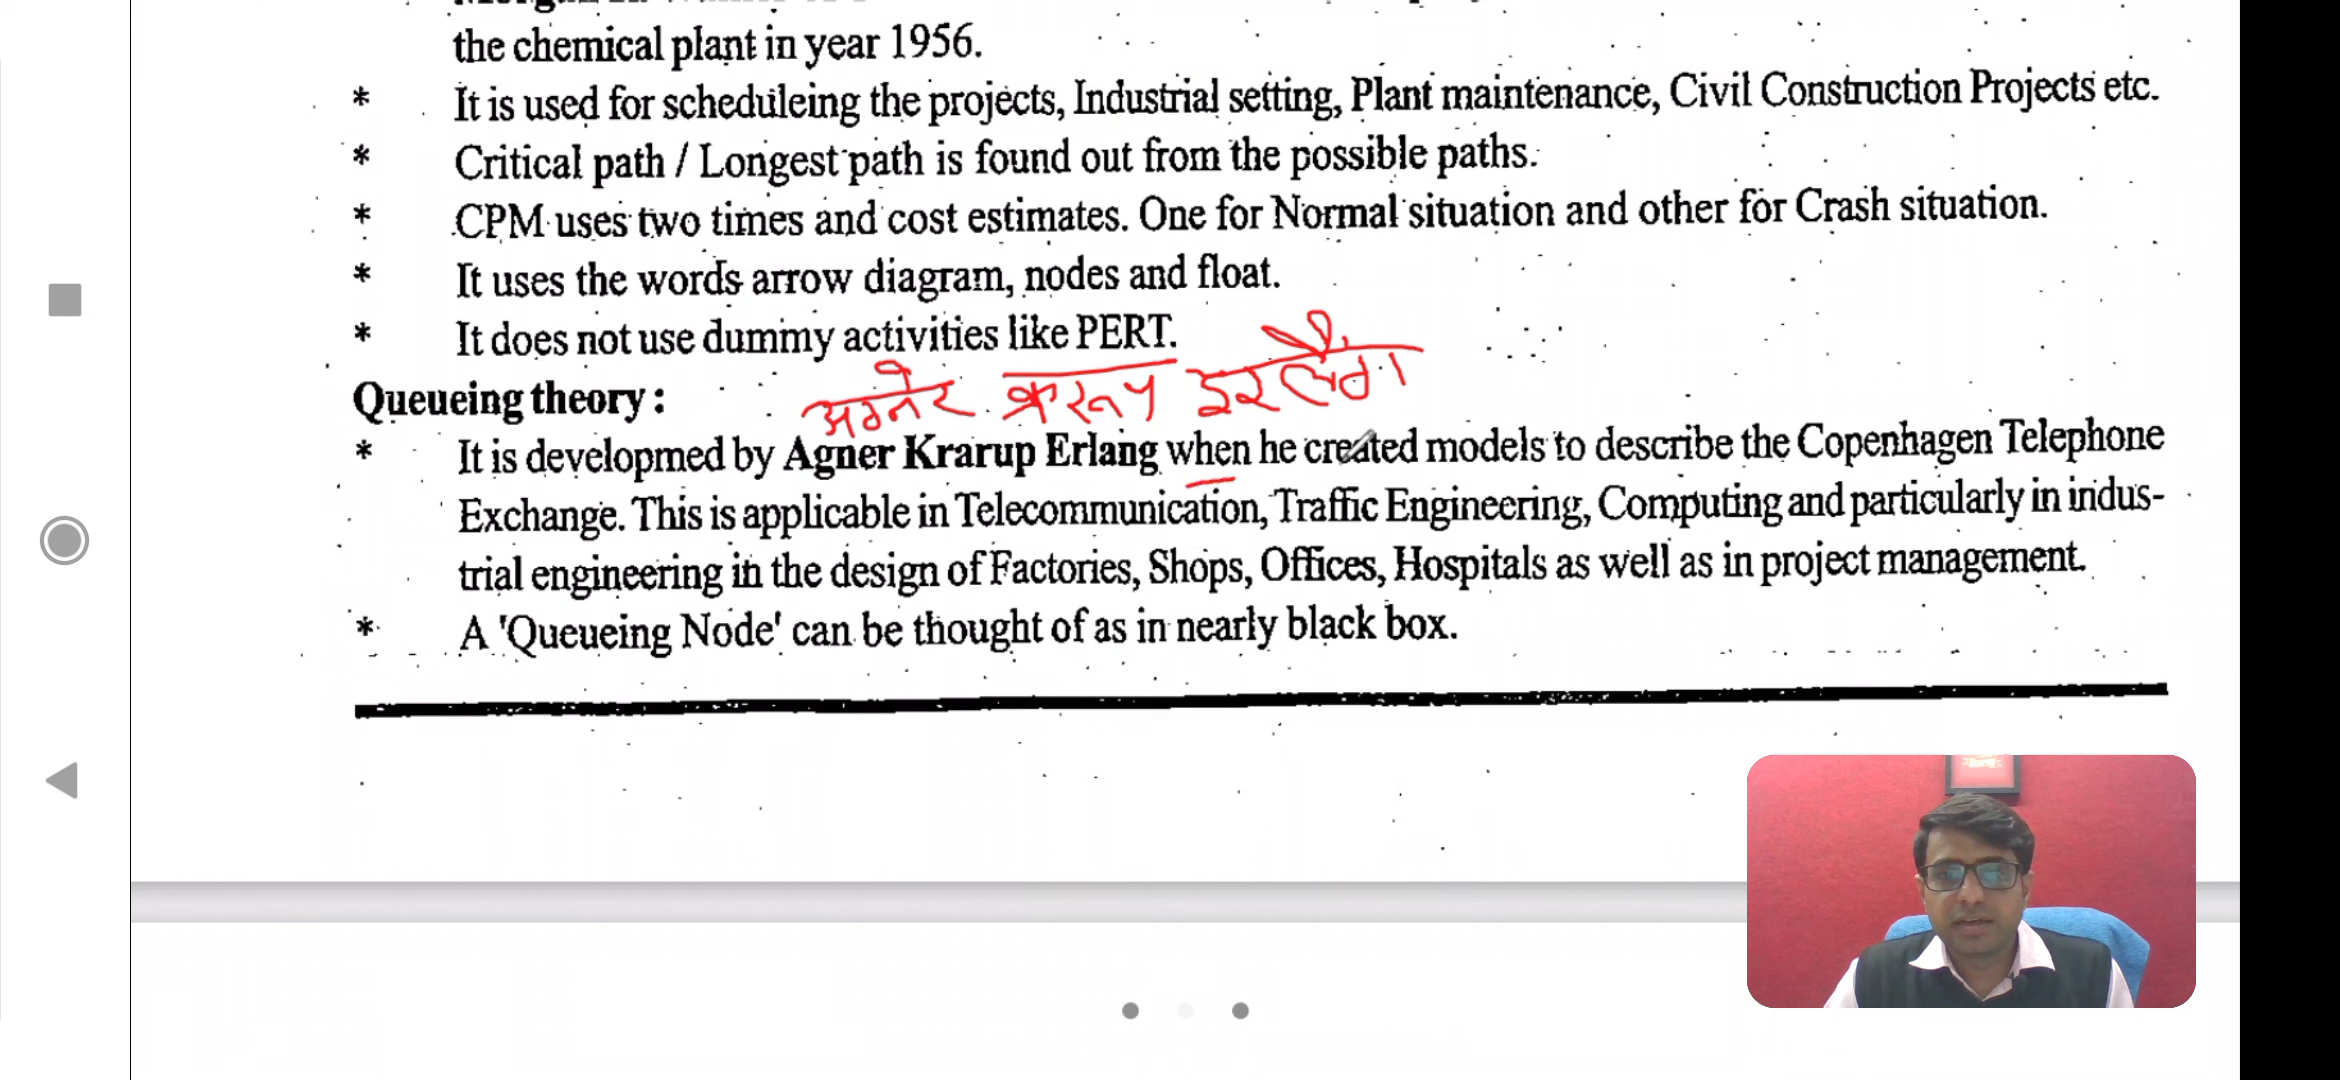 the chemical plant in year 1956.
* It is used for scheduleing the projects, Industrial setting, Plant maintenance, Civil Construction Projects etc.
* Critical path / Longest path is found out from the possible paths.
* CPM uses two times and cost estimates. One for Normal situation and other for Crash situation.
* It uses the words arrow diagram, nodes and float.
* It does not use dummy activities like PERT.
Queueing theory :
अगनेर
* It is developmed by Agner Krarup Erlang when he created models to describe the Copenhagen Telephone
Exchange. This is applicable in Telecommunication, Traffic Engineering, Computing and particularly in indus-
trial engineering in the design of Factories, Shops, Offices, Hospitals as well as in project management.
* A 'Queueing Node' can be thought of as in nearly black box.